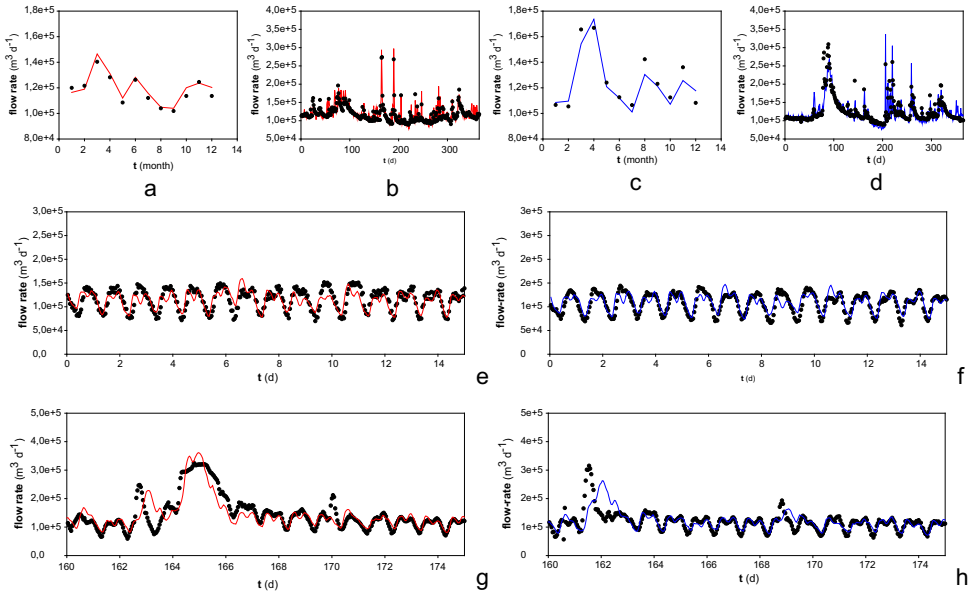 flow rate (m³ d⁻¹)
1,8e+5
1,6e+5
1,4e+5
1,2e+5
1,0e+5
8,0e+4
0 2 4 6 8 10 12 14
t (month)
a
flow rate (m³ d⁻¹)
4,0e+5
3,5e+5
3,0e+5
2,5e+5
2,0e+5
1,5e+5
1,0e+5
5,0e+4
0 100 200 300
t (d)
b
flow rate (m³ d⁻¹)
1,8e+5
1,6e+5
1,4e+5
1,2e+5
1,0e+5
8,0e+4
0 2 4 6 8 10 12 14
t (month)
c
flow rate (m³ d⁻¹)
4,0e+5
3,5e+5
3,0e+5
2,5e+5
2,0e+5
1,5e+5
1,0e+5
5,0e+4
0 100 200 300
t (d)
d
flow rate (m³ d⁻¹)
3,0e+5
2,5e+5
2,0e+5
1,5e+5
1,0e+5
5,0e+4
0,0
0 2 4 6 8 10 12 14
t (d)
e
flow-rate (m³ d⁻¹)
3e+5
3e+5
2e+5
2e+5
1e+5
5e+4
0
0 2 4 6 8 10 12 14
t (d)
f
flow rate (m³ d⁻¹)
5,0e+5
4,0e+5
3,0e+5
2,0e+5
1,0e+5
0,0
160 162 164 166 168 170 172 174
t (d)
g
flow-rate (m³ d⁻¹)
5e+5
4e+5
3e+5
2e+5
1e+5
0
160 162 164 166 168 170 172 174
t (d)
h